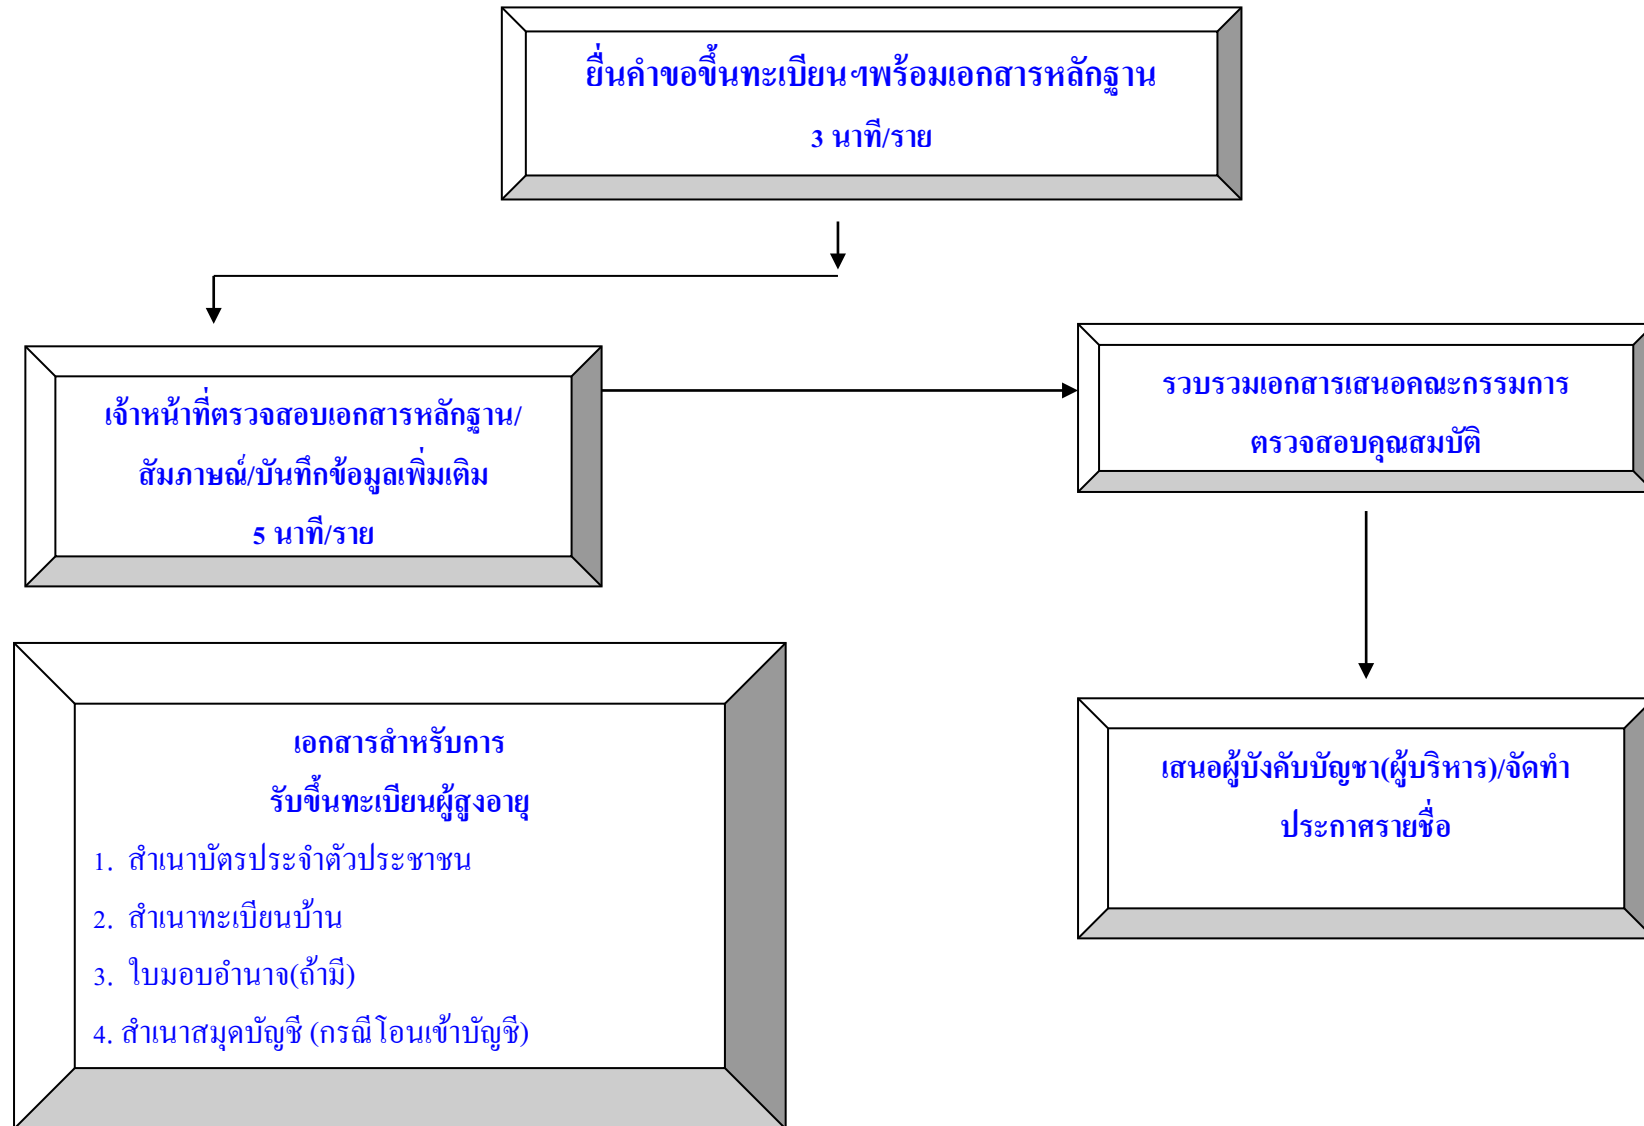 ยื่นคำขอขึ้นทะเบียนฯพร้อมเอกสารหลักฐาน
3 นาที/ราย
เจ้าหน้าที่ตรวจสอบเอกสารหลักฐาน/
สัมภาษณ์/บันทึกข้อมูลเพิ่มเติม
5 นาที/ราย
รวบรวมเอกสารเสนอคณะกรรมการ
ตรวจสอบคุณสมบัติ
เสนอผู้บังคับบัญชา(ผู้บริหาร)/จัดทำ
ประกาศรายชื่อ
เอกสารสำหรับการ
รับขึ้นทะเบียนผู้สูงอายุ
1. สำเนาบัตรประจำตัวประชาชน
2. สำเนาทะเบียนบ้าน
3. ใบมอบอำนาจ(ถ้ามี)
4. สำเนาสมุดบัญชี (กรณีโอนเข้าบัญชี)